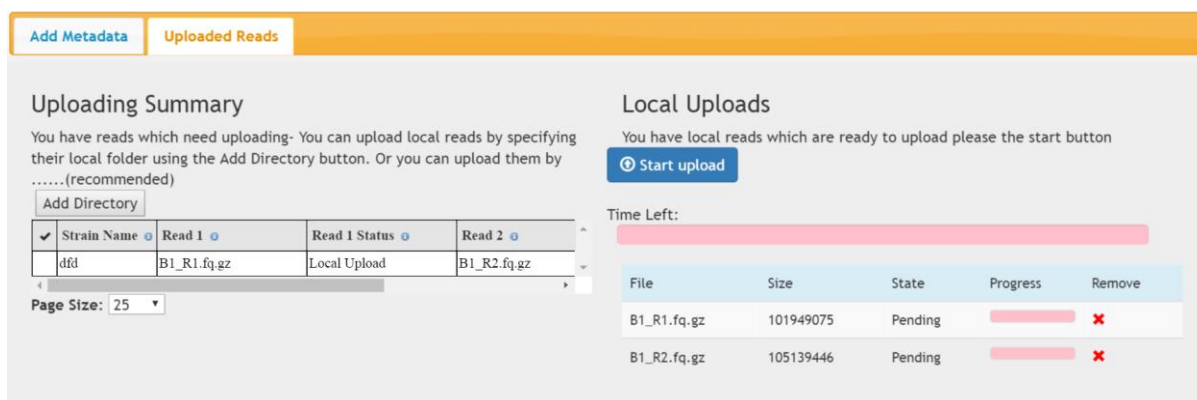 Add Metadata
Uploaded Reads
Uploading Summary
You have reads which need uploading- You can upload local reads by specifying
their local folder using the Add Directory button. Or you can upload them by
......(recommended)
Add Directory
Strain Name Read 1 Read 1 Status Read 2
dfd B1_R1.fq.gz Local Upload B1_R2.fq.gz
Page Size: 25
Local Uploads
You have local reads which are ready to upload please the start button
Start upload
Time Left:
File Size State Progress Remove
B1_R1.fq.gz 101949075 Pending
B1_R2.fq.gz 105139446 Pending